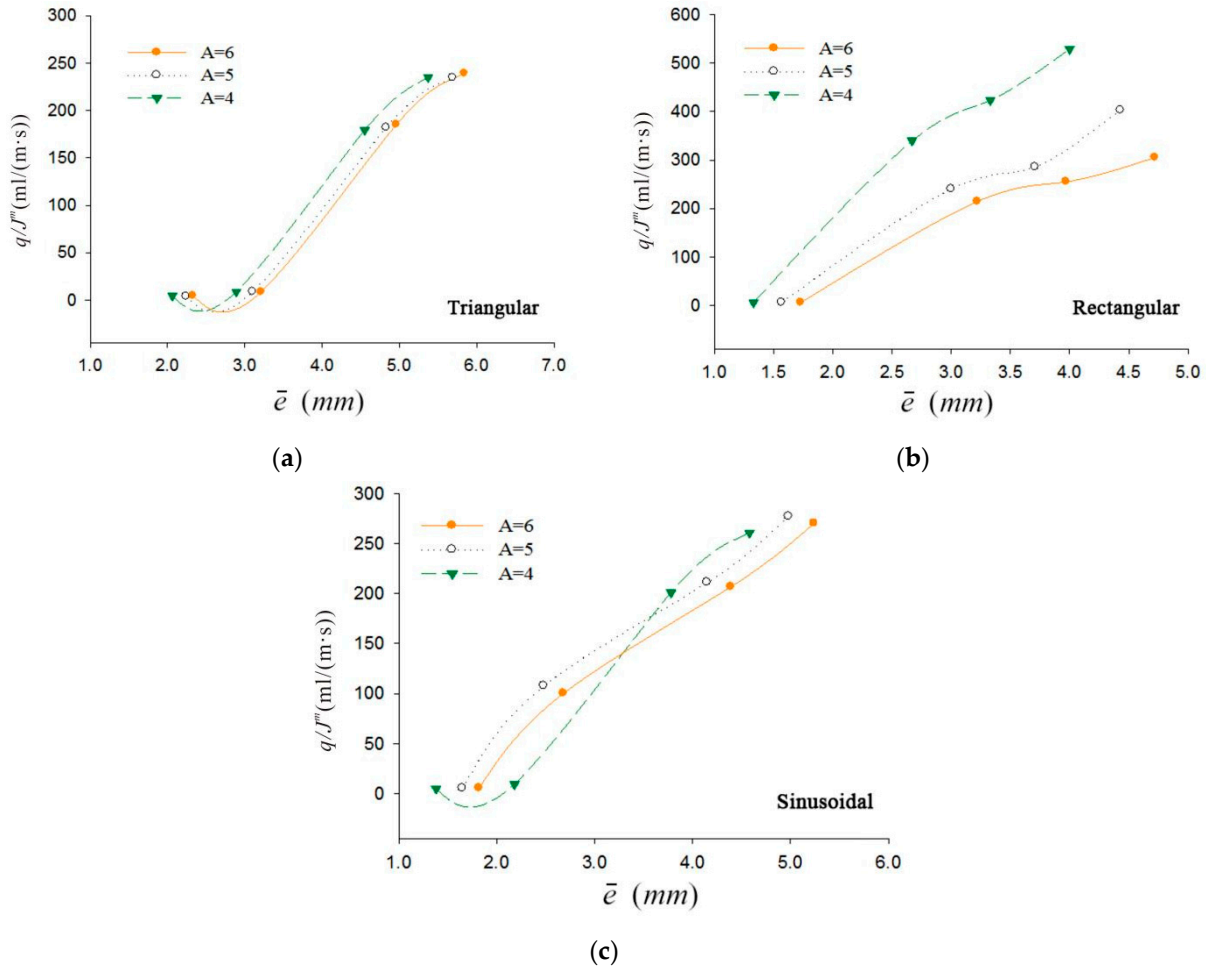 300
250
200
150
100
50
0
q/J^m (ml/(m·s))
A=6
A=5
A=4
Triangular
1.0 2.0 3.0 4.0 5.0 6.0 7.0
ē (mm)
(a)
600
500
400
300
200
100
0
q/J^m (ml/(m·s))
A=6
A=5
A=4
Rectangular
1.0 1.5 2.0 2.5 3.0 3.5 4.0 4.5 5.0
ē (mm)
(b)
300
250
200
150
100
50
0
q/J^m (ml/(m·s))
A=6
A=5
A=4
Sinusoidal
1.0 2.0 3.0 4.0 5.0 6.0
ē (mm)
(c)